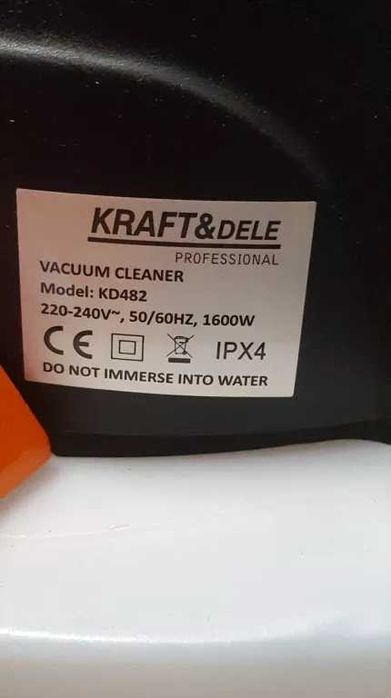 KRAFT&DELE
PROFESSIONAL
VACUUM CLEANER
Model: KD482
220-240V~, 50/60HZ, 1600W
CE IPX4
DO NOT IMMERSE INTO WATER